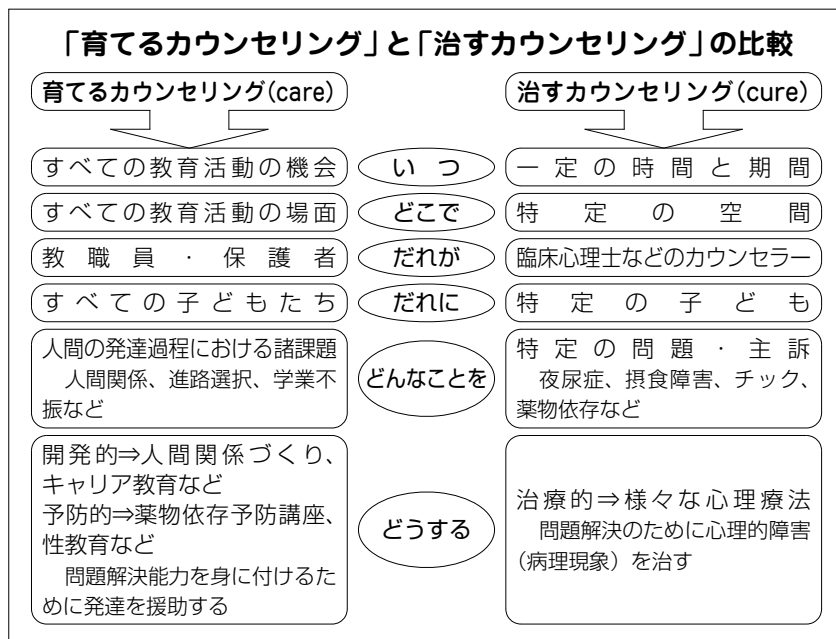 「育てるカウンセリング」と「治すカウンセリング」の比較
育てるカウンセリング(care)
治すカウンセリング(cure)
すべての教育活動の機会
いつ
一定の時間と期間
すべての教育活動の場面
どこで
特定の空間
教職員・保護者
だれが
臨床心理士などのカウンセラー
すべての子どもたち
だれに
特定の子ども
人間の発達過程における諸課題
人間関係、進路選択、学業不
振など
どんなことを
特定の問題・主訴
夜尿症、摂食障害、チック、
薬物依存など
開発的⇒人間関係づくり、
キャリア教育など
予防的⇒薬物依存予防講座、
性教育など
問題解決能力を身に付けるた
めに発達を援助する
どうする
治療的⇒様々な心理療法
問題解決のために心理的障害
(病理現象)を治す